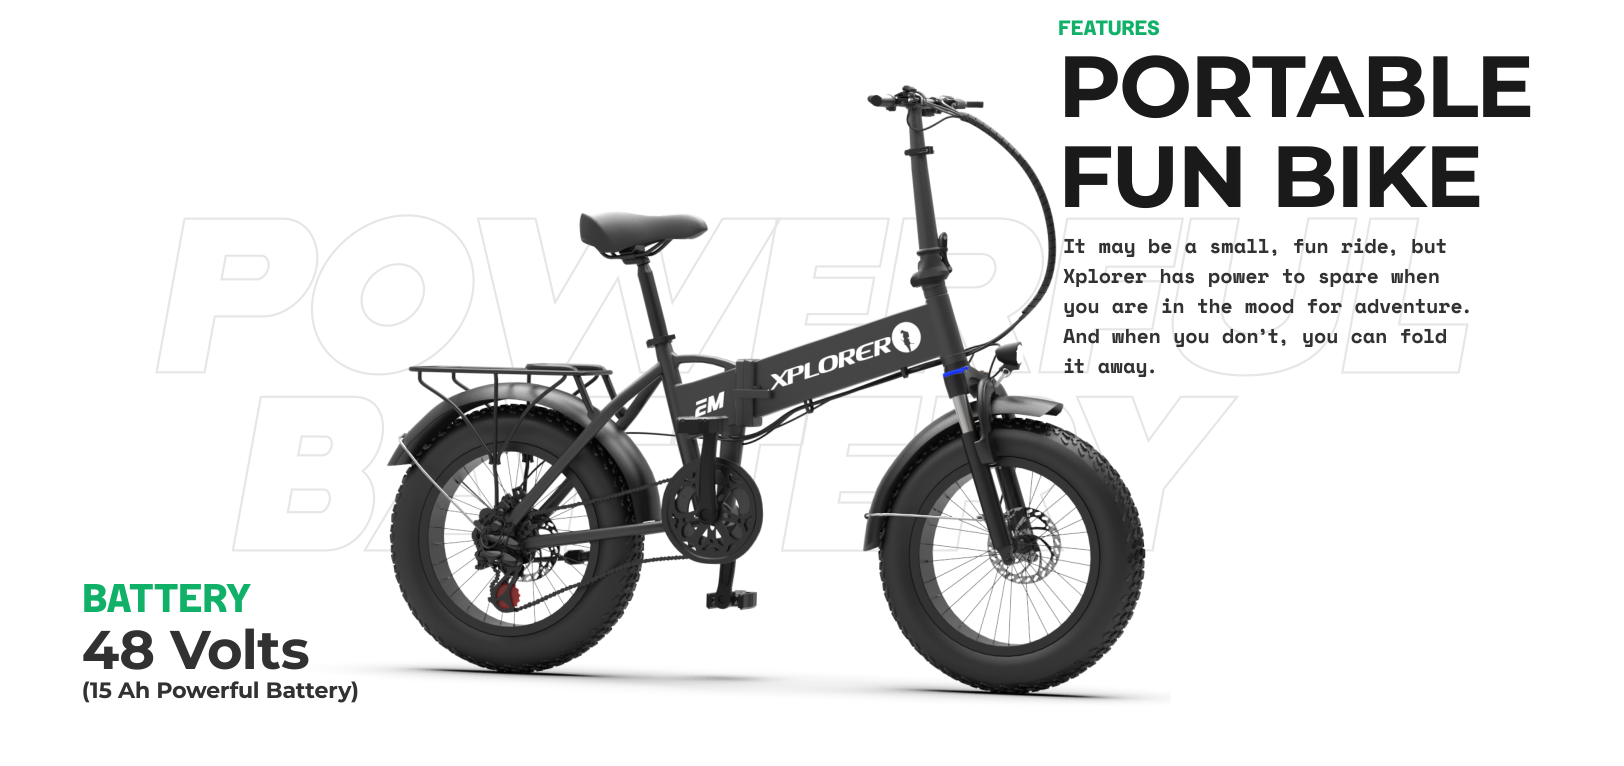 FEATURES
PORTABLE
FUN BIKE
It may be a small, fun ride, but
Xplorer has power to spare when
you are in the mood for adventure.
And when you don’t, you can fold
it away.
POWERFUL
BATTERY
XPLORER
EM
BATTERY
48 Volts
(15 Ah Powerful Battery)